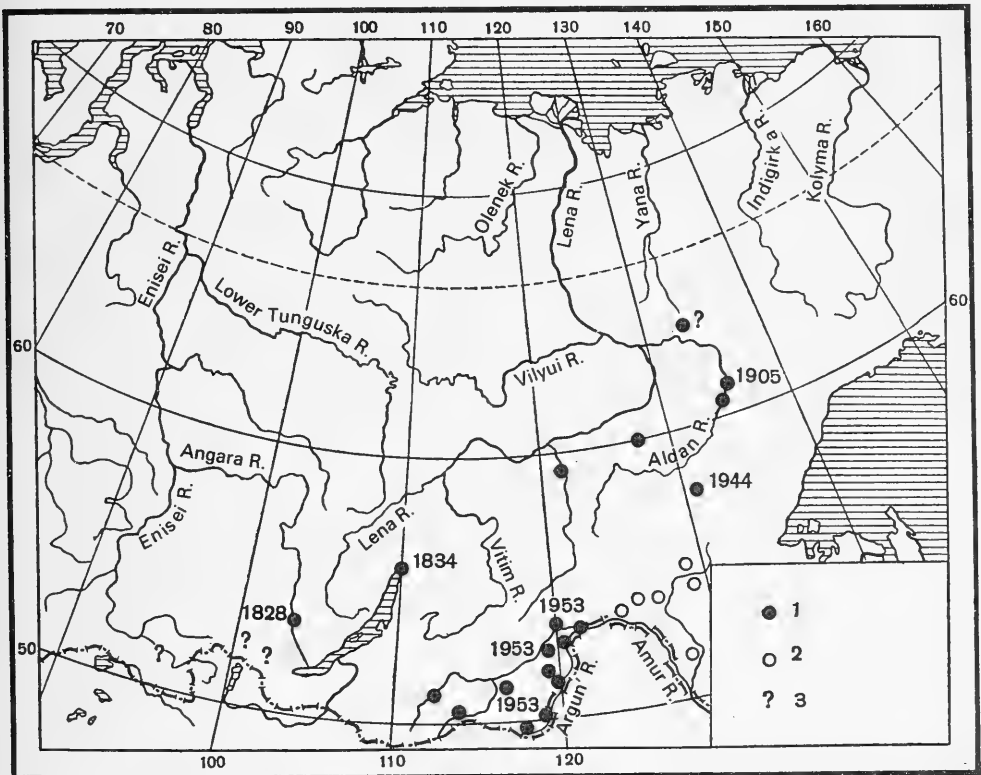 70 80 90 100 110 120 130 140 150 160
Enisei R.
Lower Tunguska R.
Olenek R.
Lena R.
Yana R.
Indigirk a R.
Kolyma R.
60
60
?
Vilyui R.
1905
Angara R.
Aldan R.
1944
Enisei R.
Lena R.
Vitim R.
1834
1828
? ? ?
1953
1953
1953
Argun' R.
Amur R.
50
1
2
? 3
100 110 120